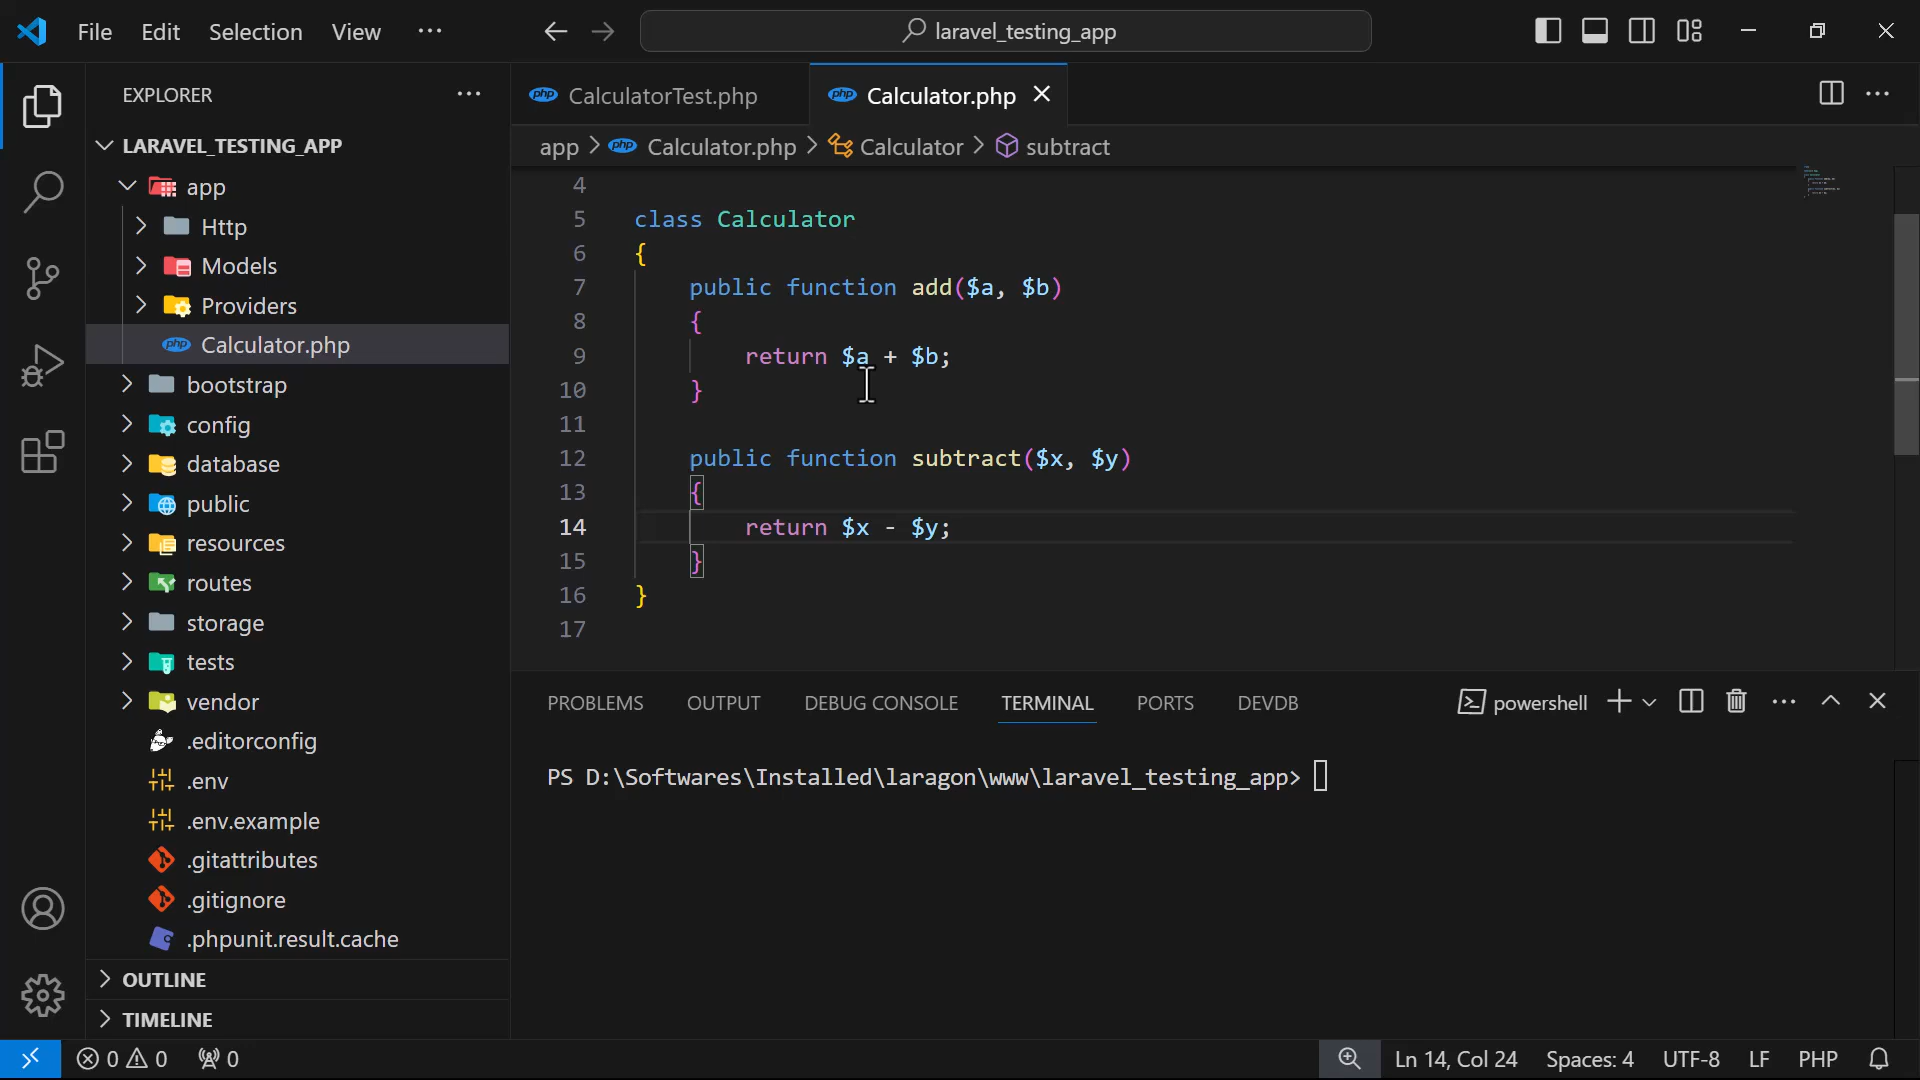 File Edit Selection View ··· laravel_testing_app
EXPLORER
LARAVEL_TESTING_APP
app
Http
Models
Providers
Calculator.php
bootstrap
config
database
public
resources
routes
storage
tests
vendor
.editorconfig
.env
.env.example
.gitattributes
.gitignore
.phpunit.result.cache
OUTLINE
TIMELINE
php CalculatorTest.php php Calculator.php
app > php Calculator.php > Calculator > subtract
4
5 class Calculator
6 {
7 public function add($a, $b)
8 {
9 return $a + $b;
10 }
11
12 public function subtract($x, $y)
13 {
14 return $x - $y;
15 }
16 }
17
PROBLEMS OUTPUT DEBUG CONSOLE TERMINAL PORTS DEVDB powershell
PS D:\Softwares\Installed\laragon\www\laravel_testing_app>
0 0 0 Ln 14, Col 24 Spaces: 4 UTF-8 LF PHP